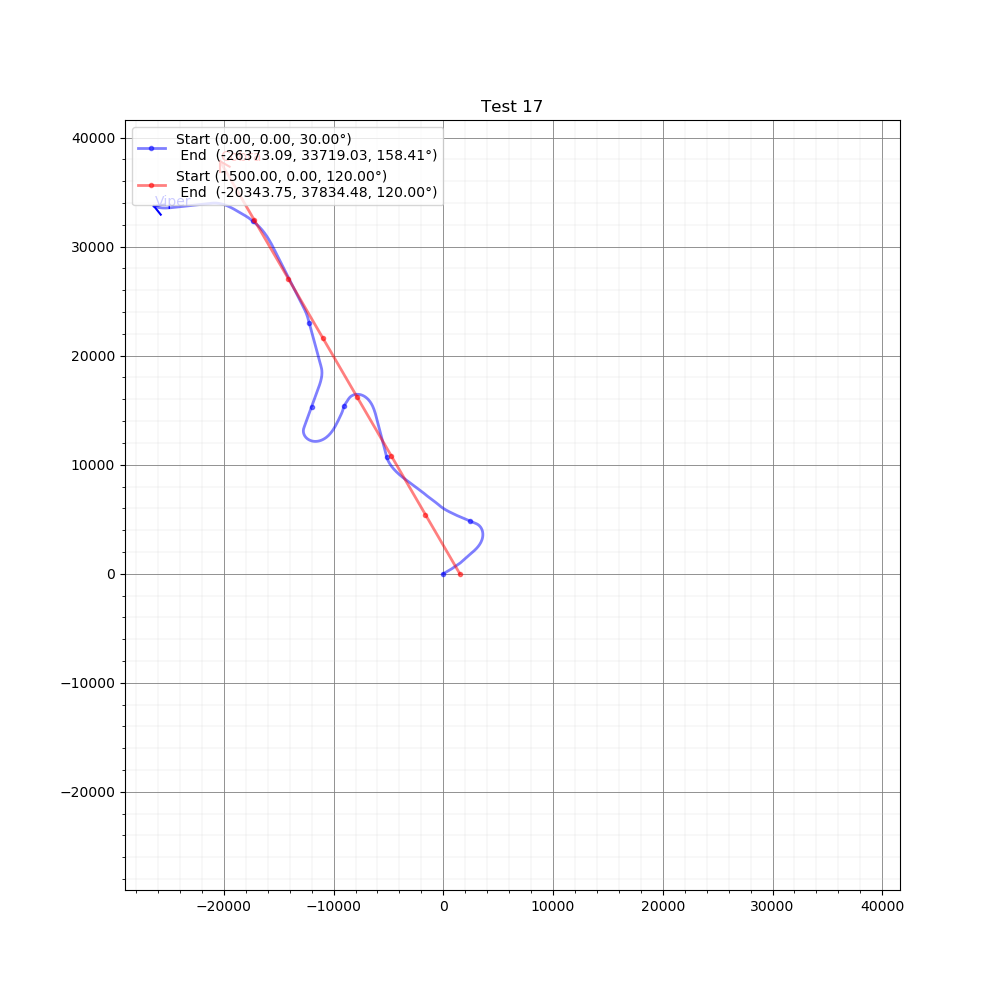 Test 17
Start (0.00, 0.00, 30.00°)
End (-26373.09, 33719.03, 158.41°)
Start (1500.00, 0.00, 120.00°)
End (-20343.75, 37834.48, 120.00°)
Viper
40000
30000
20000
10000
0
−10000
−20000
−20000 −10000 0 10000 20000 30000 40000